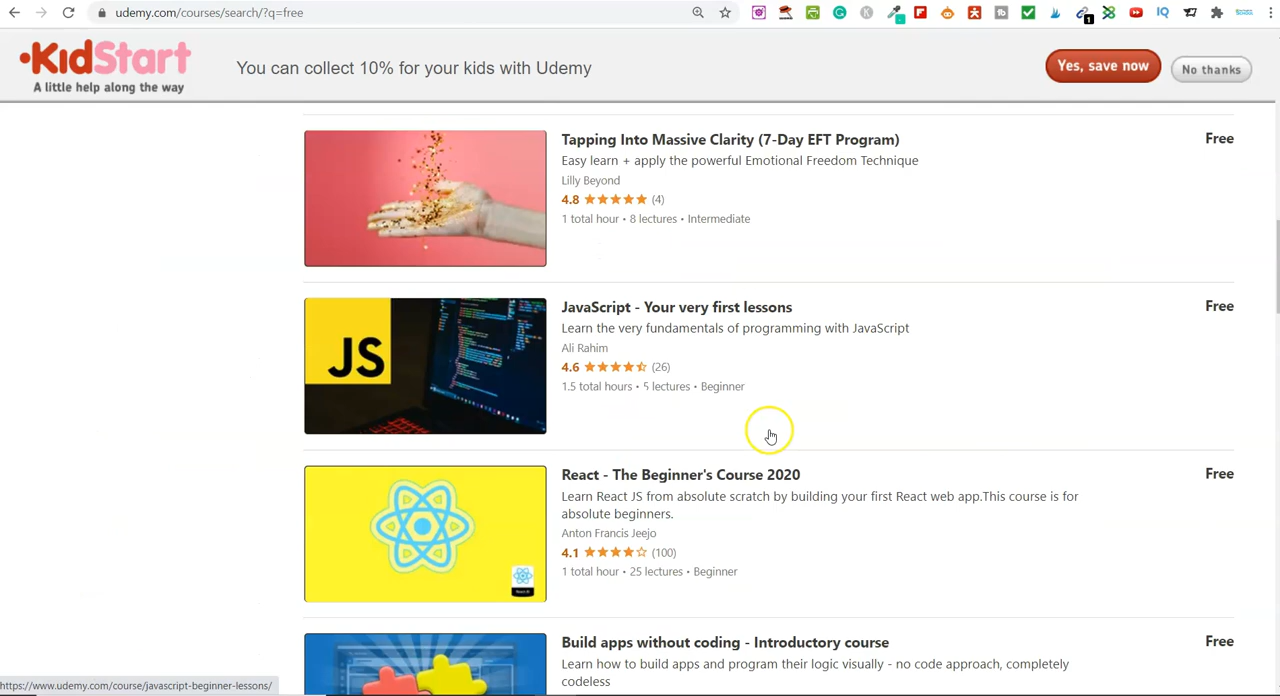 udemy.com/courses/search/?q=free
KidStart
A little help along the way
You can collect 10% for your kids with Udemy
Yes, save now
No thanks
Tapping Into Massive Clarity (7-Day EFT Program)
Free
Easy learn + apply the powerful Emotional Freedom Technique
Lilly Beyond
4.8 (4)
1 total hour • 8 lectures • Intermediate
JS
JavaScript - Your very first lessons
Free
Learn the very fundamentals of programming with JavaScript
Ali Rahim
4.6 (26)
1.5 total hours • 5 lectures • Beginner
React - The Beginner's Course 2020
Free
Learn React JS from absolute scratch by building your first React web app.This course is for
absolute beginners.
Anton Francis Jeejo
4.1 (100)
1 total hour • 25 lectures • Beginner
Build apps without coding - Introductory course
Free
Learn how to build apps and program their logic visually - no code approach, completely
codeless
https://www.udemy.com/course/javascript-beginner-lessons/